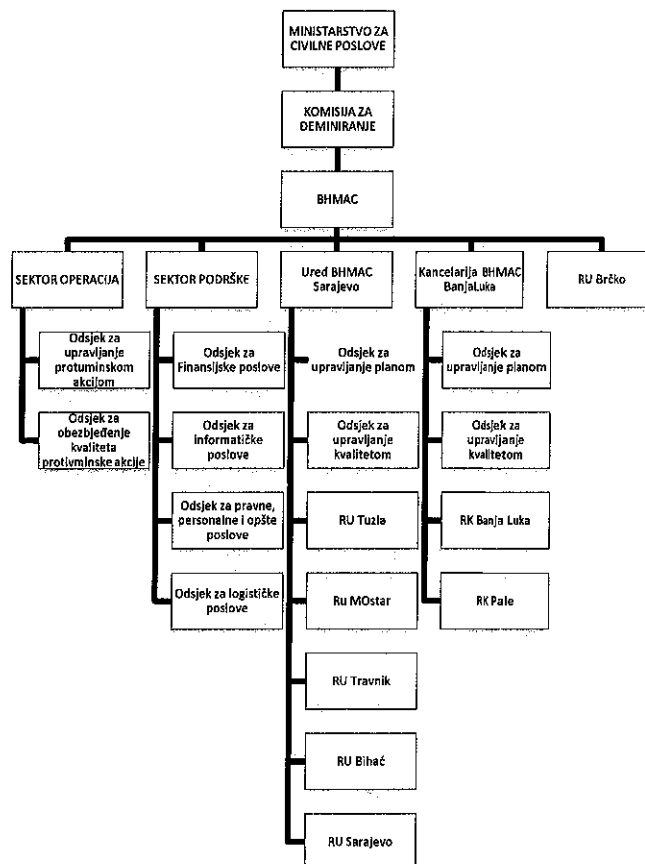 MINISTARSTVO ZA
CIVILNE POSLOVE
KOMISIJA ZA
DEMINIRANJE
BHMAC
SEKTOR OPERACIJA
SEKTOR PODRŠKE
Ured BHMAC
Sarajevo
Kancelarija BHMAC
BanjaLuka
RU Brčko
Odsjek za
upravljanje
protuminskom
akcijom
Odsjek za
obezbjeđenje
kvaliteta
protivminske akcije
Odsjek za
Finansijske poslove
Odsjek za
informatičke
poslove
Odsjek za pravne,
personalne i opšte
poslove
Odsjek za logističke
poslove
Odsjek za
upravljanje planom
Odsjek za
upravljanje
kvalitetom
RU Tuzla
Ru MOstar
RU Travnik
RU Bihać
RU Sarajevo
Odsjek za
upravljanje planom
Odsjek za
upravljanje
kvalitetom
RK Banja Luka
RK Pale